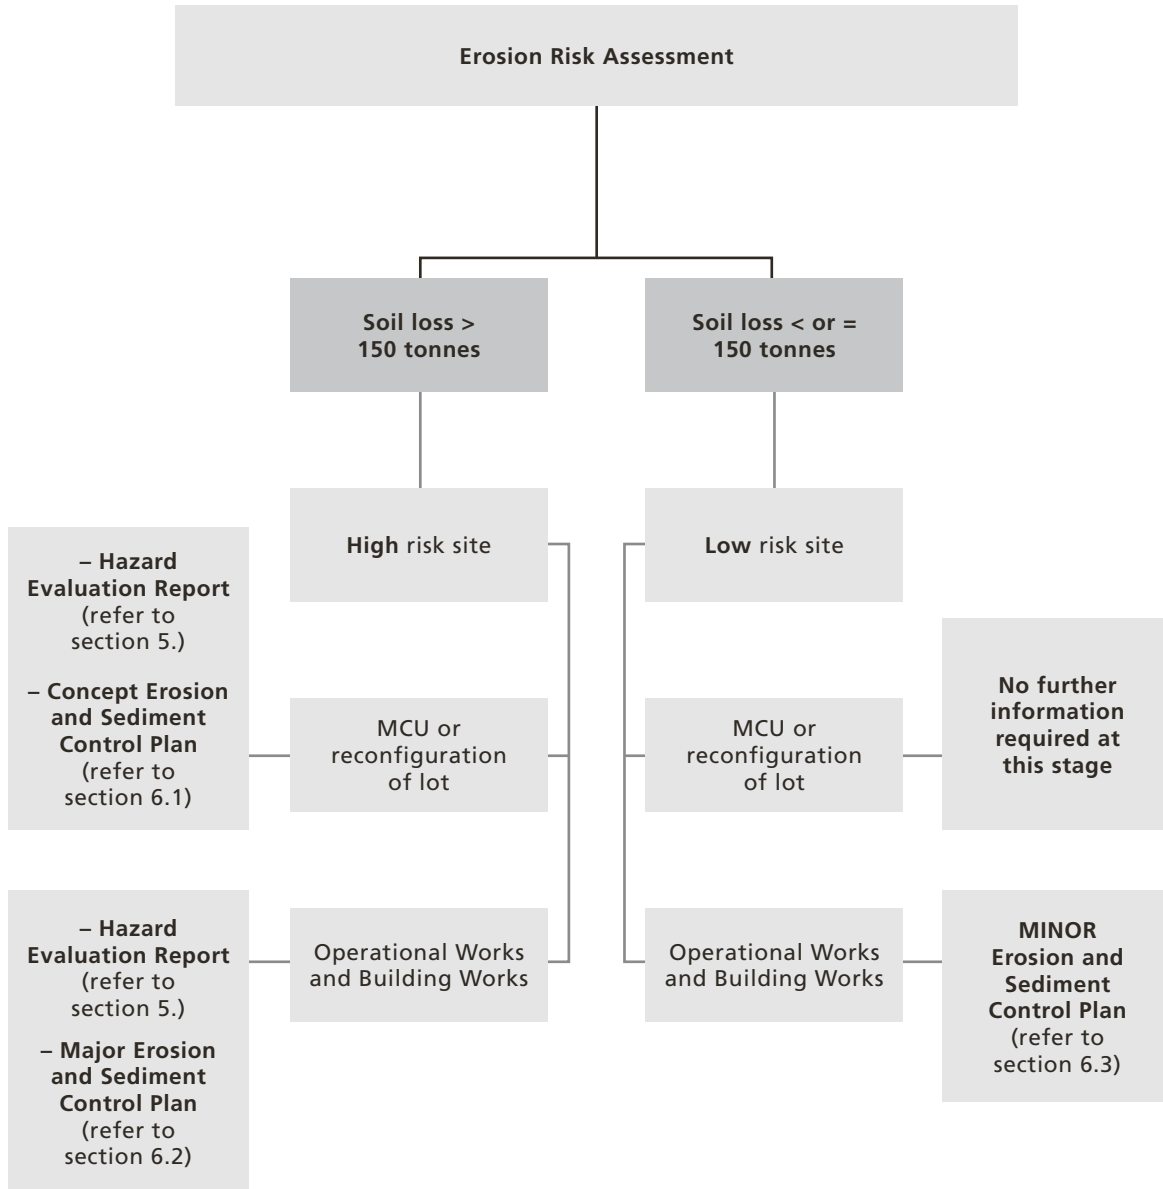 Erosion Risk Assessment
Soil loss >
150 tonnes
Soil loss < or =
150 tonnes
High risk site
Low risk site
– Hazard
Evaluation Report
(refer to
section 5.)
– Concept Erosion
and Sediment
Control Plan
(refer to
section 6.1)
MCU or
reconfiguration
of lot
MCU or
reconfiguration
of lot
No further
information
required at
this stage
– Hazard
Evaluation Report
(refer to
section 5.)
– Major Erosion
and Sediment
Control Plan
(refer to
section 6.2)
Operational Works
and Building Works
Operational Works
and Building Works
MINOR
Erosion and
Sediment
Control Plan
(refer to
section 6.3)